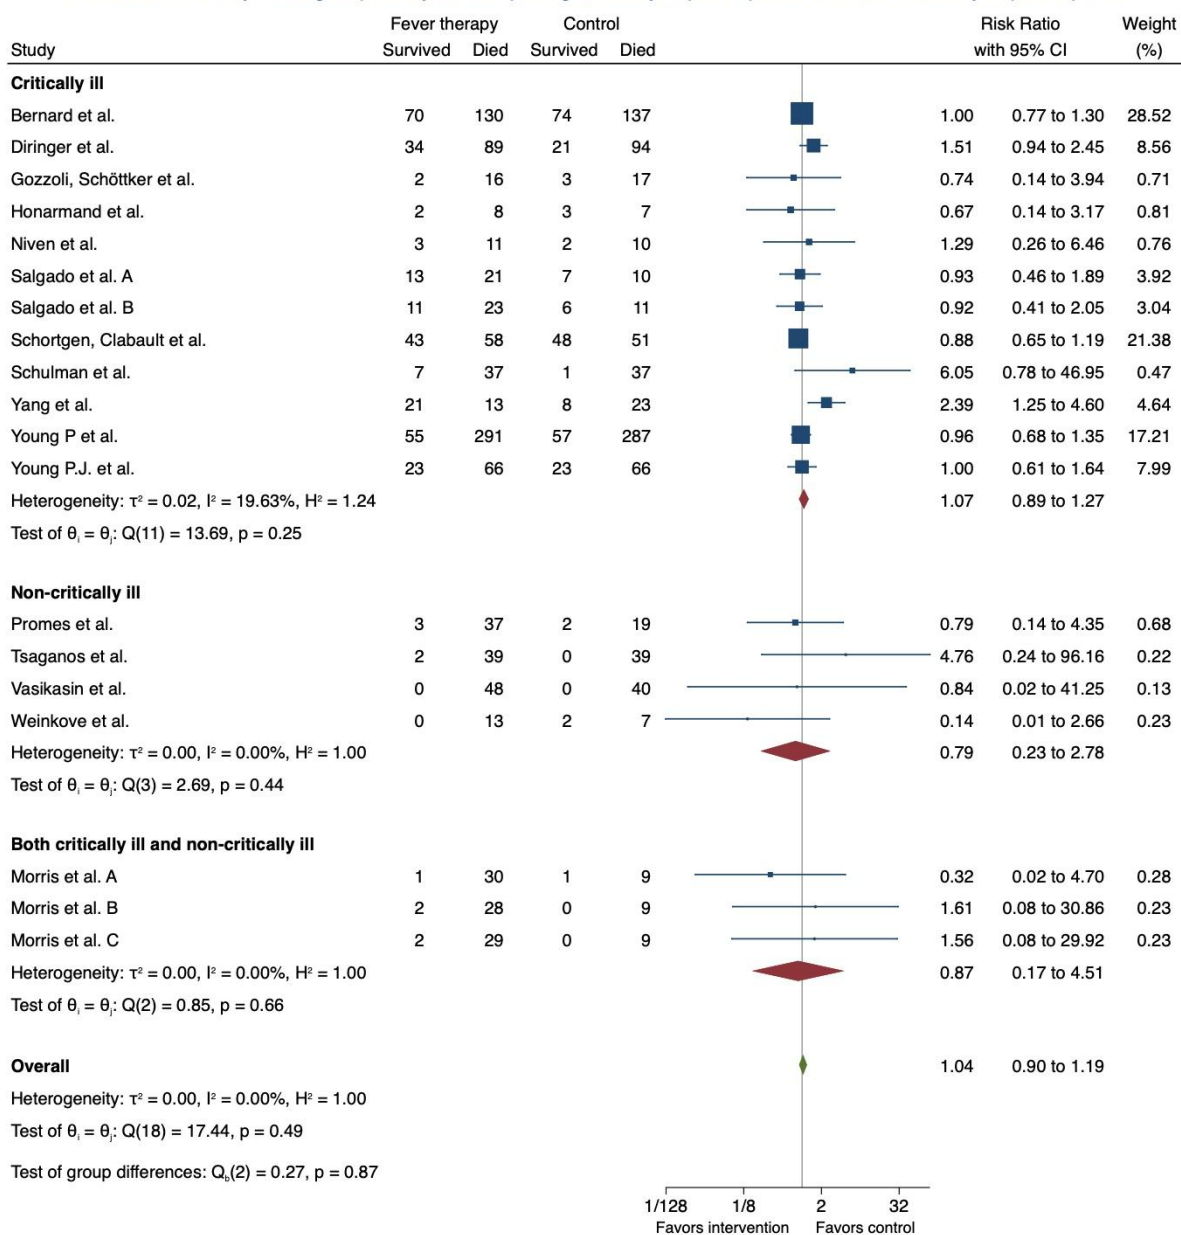 Fever therapy Control Risk Ratio Weight
Study Survived Died Survived Died with 95% CI (%)
Critically ill
Bernard et al. 70 130 74 137 1.00 0.77 to 1.30 28.52
Diringer et al. 34 89 21 94 1.51 0.94 to 2.45 8.56
Gozzoli, Schöttker et al. 2 16 3 17 0.74 0.14 to 3.94 0.71
Honarmand et al. 2 8 3 7 0.67 0.14 to 3.17 0.81
Niven et al. 3 11 2 10 1.29 0.26 to 6.46 0.76
Salgado et al. A 13 21 7 10 0.93 0.46 to 1.89 3.92
Salgado et al. B 11 23 6 11 0.92 0.41 to 2.05 3.04
Schortgen, Clabault et al. 43 58 48 51 0.88 0.65 to 1.19 21.38
Schulman et al. 7 37 1 37 6.05 0.78 to 46.95 0.47
Yang et al. 21 13 8 23 2.39 1.25 to 4.60 4.64
Young P et al. 55 291 57 287 0.96 0.68 to 1.35 17.21
Young P.J. et al. 23 66 23 66 1.00 0.61 to 1.64 7.99
Heterogeneity: τ² = 0.02, I² = 19.63%, H² = 1.24 1.07 0.89 to 1.27
Test of θᵢ = θⱼ: Q(11) = 13.69, p = 0.25
Non-critically ill
Promes et al. 3 37 2 19 0.79 0.14 to 4.35 0.68
Tsaganos et al. 2 39 0 39 4.76 0.24 to 96.16 0.22
Vasikasin et al. 0 48 0 40 0.84 0.02 to 41.25 0.13
Weinkove et al. 0 13 2 7 0.14 0.01 to 2.66 0.23
Heterogeneity: τ² = 0.00, I² = 0.00%, H² = 1.00 0.79 0.23 to 2.78
Test of θᵢ = θⱼ: Q(3) = 2.69, p = 0.44
Both critically ill and non-critically ill
Morris et al. A 1 30 1 9 0.32 0.02 to 4.70 0.28
Morris et al. B 2 28 0 9 1.61 0.08 to 30.86 0.23
Morris et al. C 2 29 0 9 1.56 0.08 to 29.92 0.23
Heterogeneity: τ² = 0.00, I² = 0.00%, H² = 1.00 0.87 0.17 to 4.51
Test of θᵢ = θⱼ: Q(2) = 0.85, p = 0.66
Overall 1.04 0.90 to 1.19
Heterogeneity: τ² = 0.00, I² = 0.00%, H² = 1.00
Test of θᵢ = θⱼ: Q(18) = 17.44, p = 0.49
Test of group differences: Q_b(2) = 0.27, p = 0.87
1/128 1/8 2 32
Favors intervention Favors control